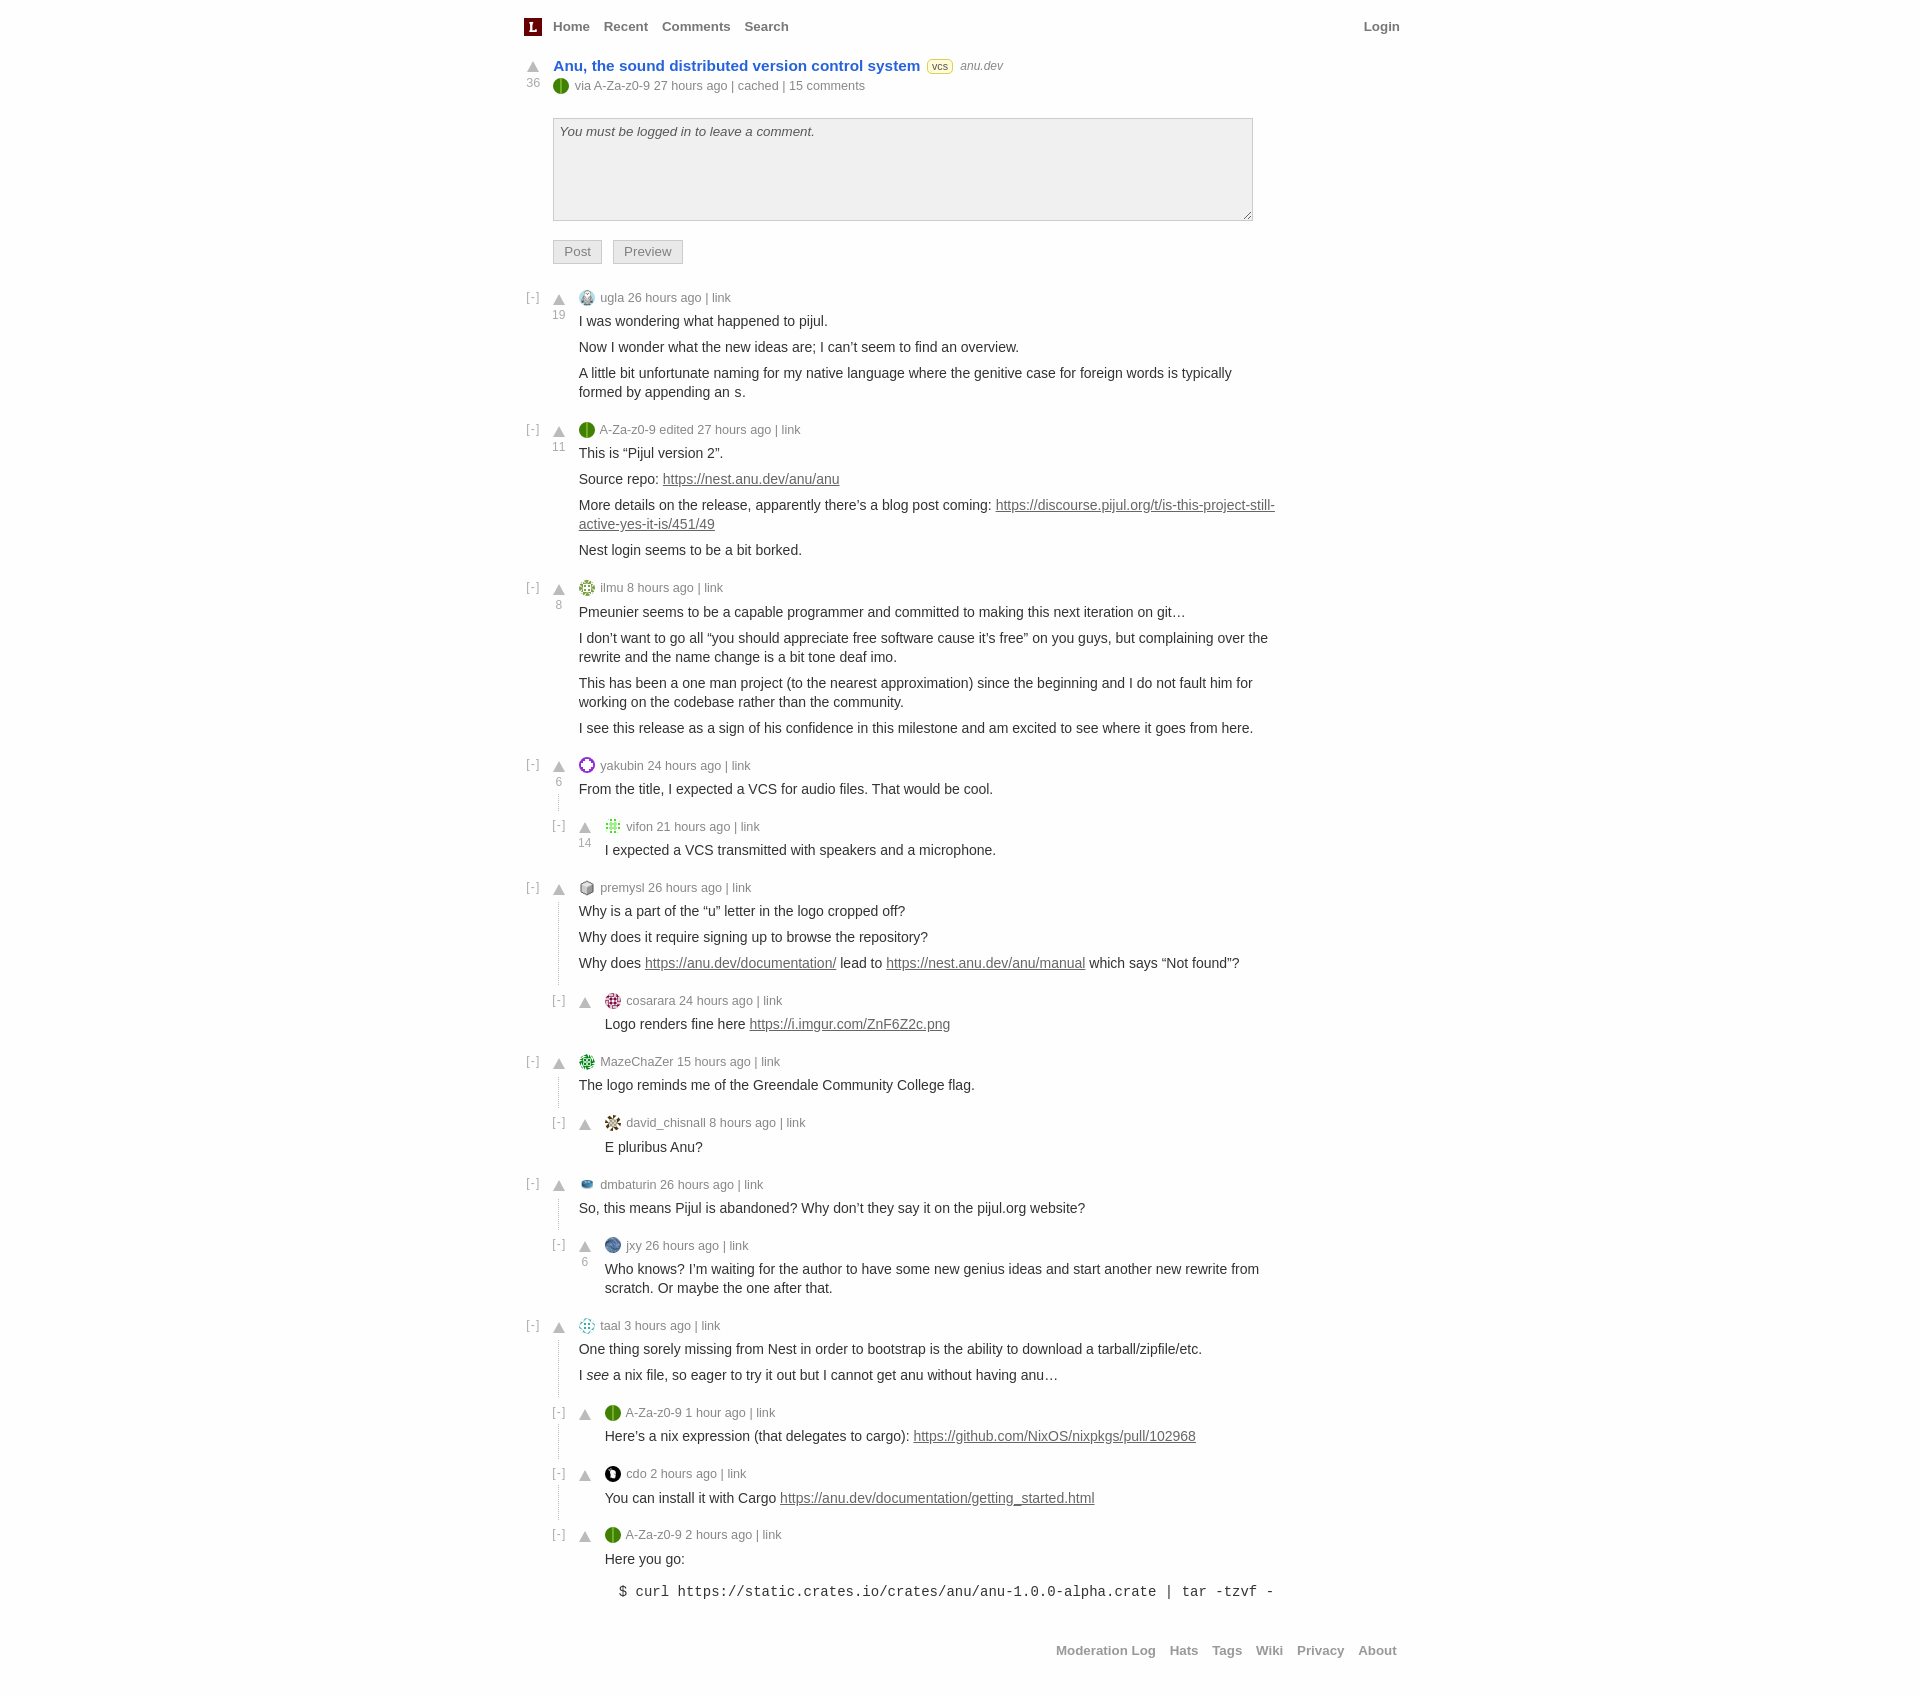 L Home Recent Comments Search Login
Anu, the sound distributed version control system vcs anu.dev
36
via A-Za-z0-9 27 hours ago | cached | 15 comments
You must be logged in to leave a comment.
Post Preview
[-] ugla 26 hours ago | link
19
I was wondering what happened to pijul.
Now I wonder what the new ideas are; I can’t seem to find an overview.
A little bit unfortunate naming for my native language where the genitive case for foreign words is typically
formed by appending an s.
[-] A-Za-z0-9 edited 27 hours ago | link
11
This is “Pijul version 2”.
Source repo: https://nest.anu.dev/anu/anu
More details on the release, apparently there’s a blog post coming: https://discourse.pijul.org/t/is-this-project-still-
active-yes-it-is/451/49
Nest login seems to be a bit borked.
[-] ilmu 8 hours ago | link
8
Pmeunier seems to be a capable programmer and committed to making this next iteration on git…
I don’t want to go all “you should appreciate free software cause it’s free” on you guys, but complaining over the
rewrite and the name change is a bit tone deaf imo.
This has been a one man project (to the nearest approximation) since the beginning and I do not fault him for
working on the codebase rather than the community.
I see this release as a sign of his confidence in this milestone and am excited to see where it goes from here.
[-] yakubin 24 hours ago | link
6
From the title, I expected a VCS for audio files. That would be cool.
[-] vifon 21 hours ago | link
14
I expected a VCS transmitted with speakers and a microphone.
[-] premysl 26 hours ago | link
Why is a part of the “u” letter in the logo cropped off?
Why does it require signing up to browse the repository?
Why does https://anu.dev/documentation/ lead to https://nest.anu.dev/anu/manual which says “Not found”?
[-] cosarara 24 hours ago | link
Logo renders fine here https://i.imgur.com/ZnF6Z2c.png
[-] MazeChaZer 15 hours ago | link
The logo reminds me of the Greendale Community College flag.
[-] david_chisnall 8 hours ago | link
E pluribus Anu?
[-] dmbaturin 26 hours ago | link
So, this means Pijul is abandoned? Why don’t they say it on the pijul.org website?
[-] jxy 26 hours ago | link
6
Who knows? I’m waiting for the author to have some new genius ideas and start another new rewrite from
scratch. Or maybe the one after that.
[-] taal 3 hours ago | link
One thing sorely missing from Nest in order to bootstrap is the ability to download a tarball/zipfile/etc.
I see a nix file, so eager to try it out but I cannot get anu without having anu…
[-] A-Za-z0-9 1 hour ago | link
Here’s a nix expression (that delegates to cargo): https://github.com/NixOS/nixpkgs/pull/102968
[-] cdo 2 hours ago | link
You can install it with Cargo https://anu.dev/documentation/getting_started.html
[-] A-Za-z0-9 2 hours ago | link
Here you go:
$ curl https://static.crates.io/crates/anu/anu-1.0.0-alpha.crate | tar -tzvf -
Moderation Log Hats Tags Wiki Privacy About